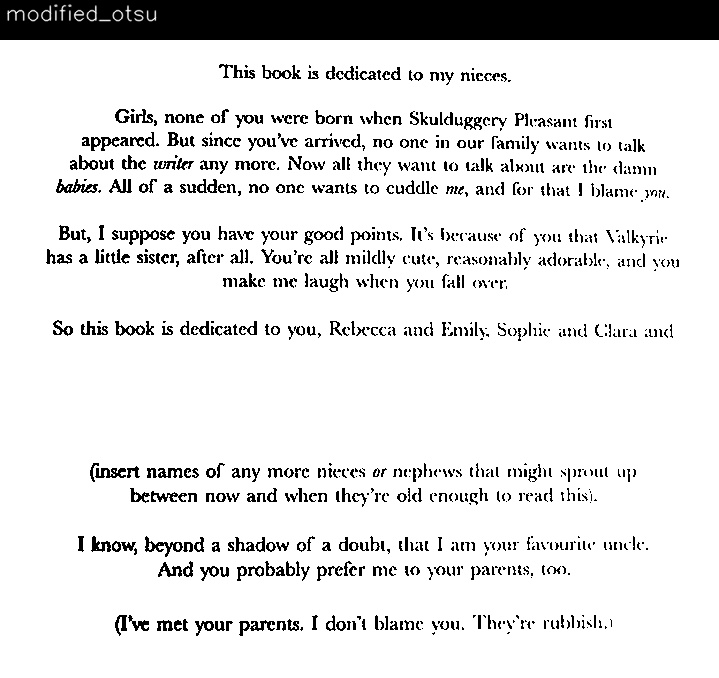 modified_otsu
This book is dedicated to my nieces.
Girls, none of you were born when Skulduggery Pleasant first
appeared. But since you've arrived, no one in our family wants to talk
about the writer any more. Now all they want to talk about are the damn
babies. All of a sudden, no one wants to cuddle me, and for that I blame you.
But, I suppose you have your good points. It's because of you that Valkyrie
has a little sister, after all. You're all mildly cute, reasonably adorable, and you
make me laugh when you fall over.
So this book is dedicated to you, Rebecca and Emily, Sophie and Clara and
(insert names of any more nieces or nephews that might sprout up
between now and when they're old enough to read this).
I know, beyond a shadow of a doubt, that I am your favourite uncle.
And you probably prefer me to your parents, too.
(I've met your parents. I don't blame you. They're rubbish.)